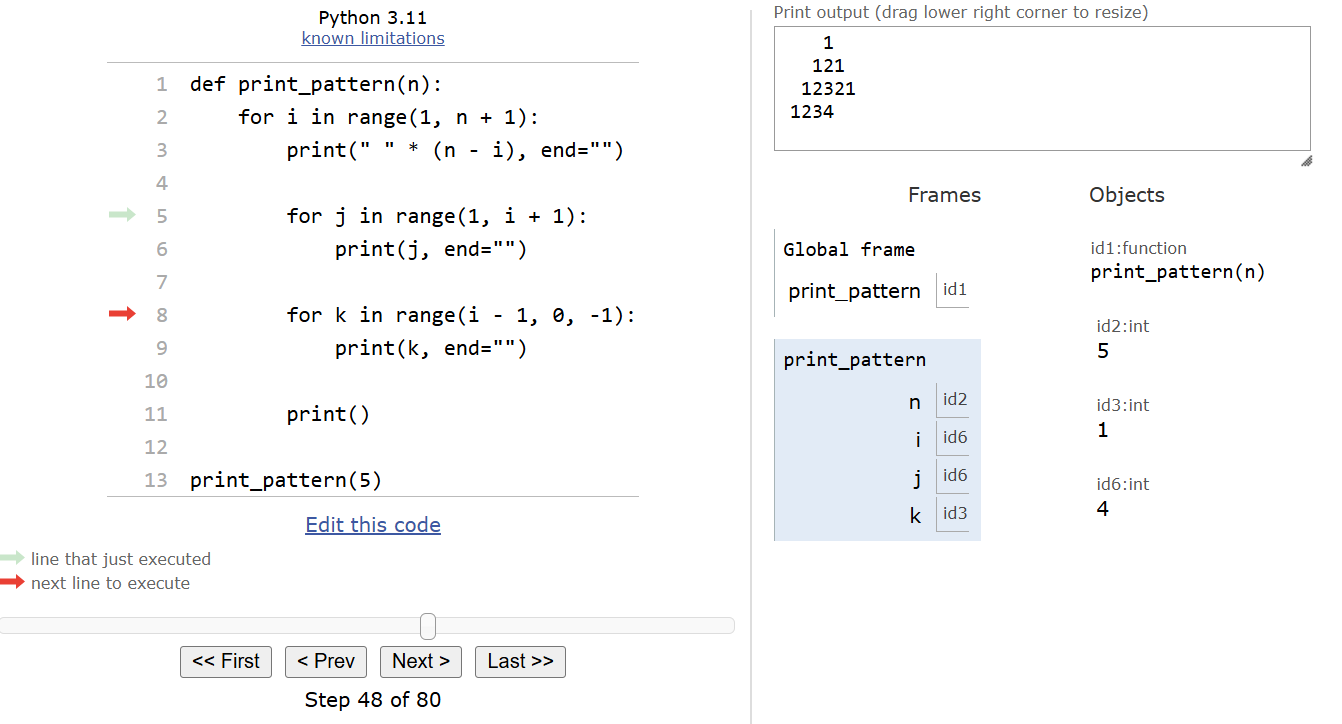 Python 3.11
known limitations
1 def print_pattern(n):
2     for i in range(1, n + 1):
3         print(" " * (n - i), end="")
4
5         for j in range(1, i + 1):
6             print(j, end="")
7
8         for k in range(i - 1, 0, -1):
9             print(k, end="")
10
11         print()
12
13 print_pattern(5)
Edit this code
line that just executed
next line to execute
<< First < Prev Next > Last >>
Step 48 of 80
Print output (drag lower right corner to resize)
    1
   121
  12321
 1234
Frames Objects
Global frame
print_pattern id1
print_pattern
n id2
i id6
j id6
k id3
id1:function
print_pattern(n)
id2:int
5
id3:int
1
id6:int
4